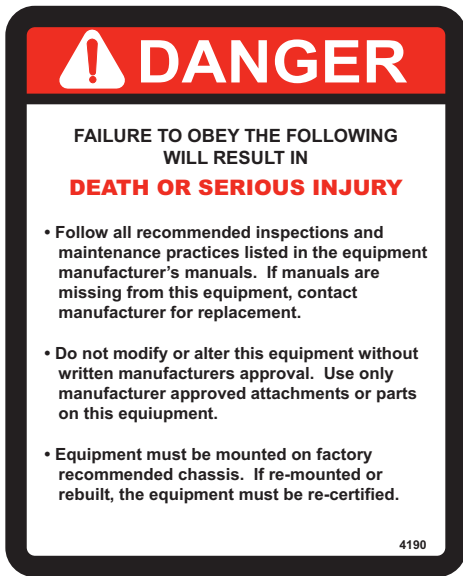 DANGER
FAILURE TO OBEY THE FOLLOWING
WILL RESULT IN
DEATH OR SERIOUS INJURY
• Follow all recommended inspections and
maintenance practices listed in the equipment
manufacturer's manuals. If manuals are
missing from this equipment, contact
manufacturer for replacement.
• Do not modify or alter this equipment without
written manufacturers approval. Use only
manufacturer approved attachments or parts
on this equiupment.
• Equipment must be mounted on factory
recommended chassis. If re-mounted or
rebuilt, the equipment must be re-certified.
4190